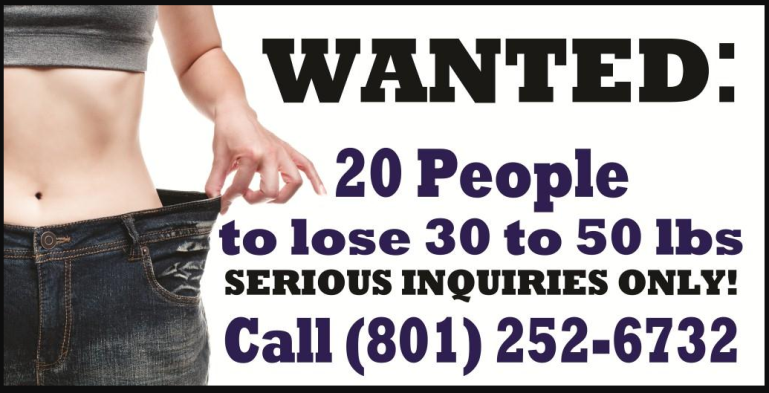 WANTED:
20 People
to lose 30 to 50 lbs
SERIOUS INQUIRIES ONLY!
Call (801) 252-6732